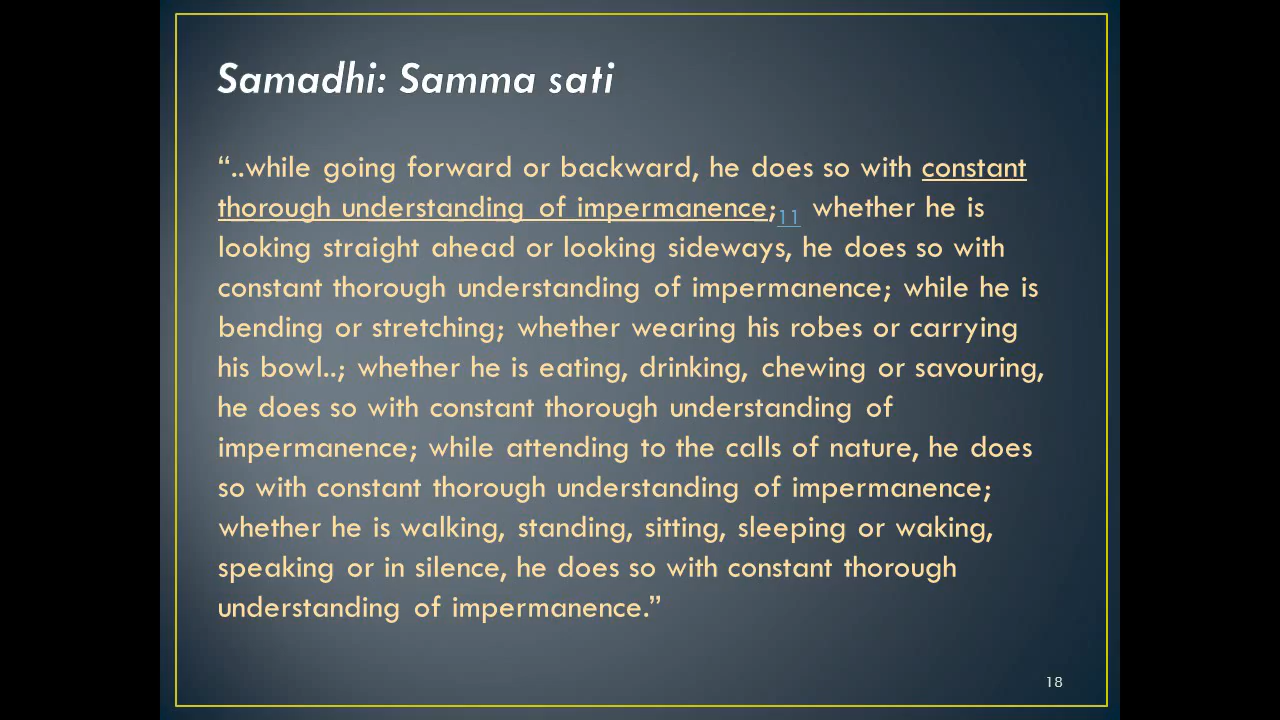 Samadhi: Samma sati
“..while going forward or backward, he does so with constant
thorough understanding of impermanence;11 whether he is
looking straight ahead or looking sideways, he does so with
constant thorough understanding of impermanence; while he is
bending or stretching; whether wearing his robes or carrying
his bowl..; whether he is eating, drinking, chewing or savouring,
he does so with constant thorough understanding of
impermanence; while attending to the calls of nature, he does
so with constant thorough understanding of impermanence;
whether he is walking, standing, sitting, sleeping or waking,
speaking or in silence, he does so with constant thorough
understanding of impermanence.”
18